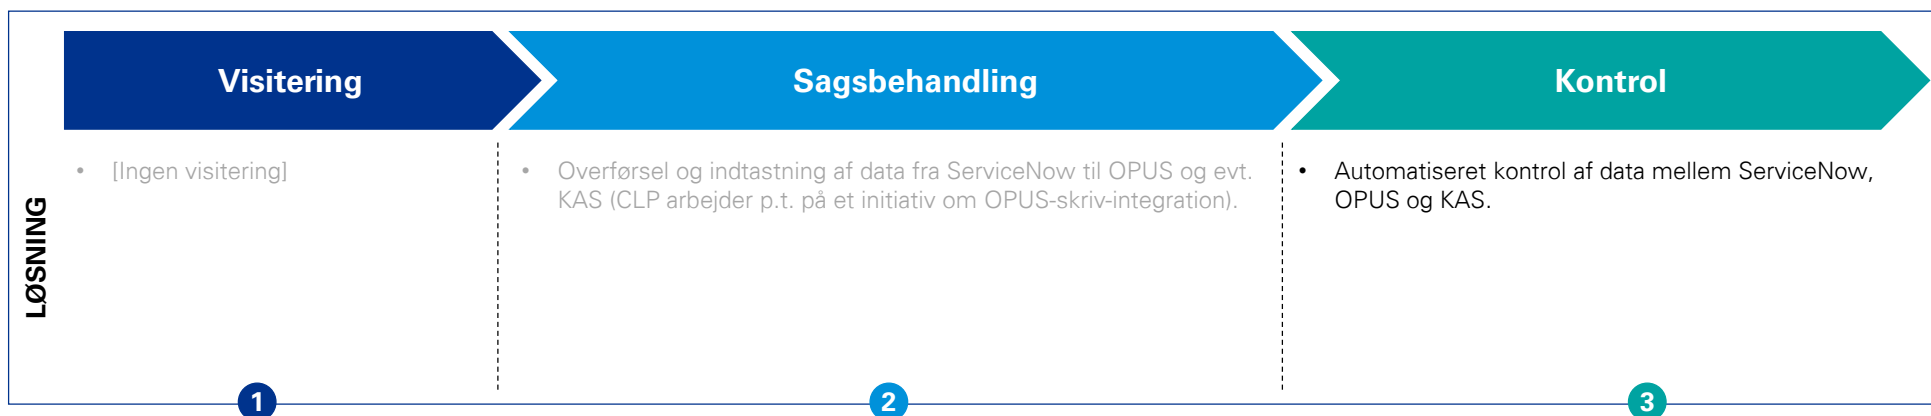 Visitering
Sagsbehandling
Kontrol
LØSNING
• [Ingen visitering]
• Overførsel og indtastning af data fra ServiceNow til OPUS og evt.
KAS (CLP arbejder p.t. på et initiativ om OPUS-skriv-integration).
• Automatiseret kontrol af data mellem ServiceNow,
OPUS og KAS.
1
2
3